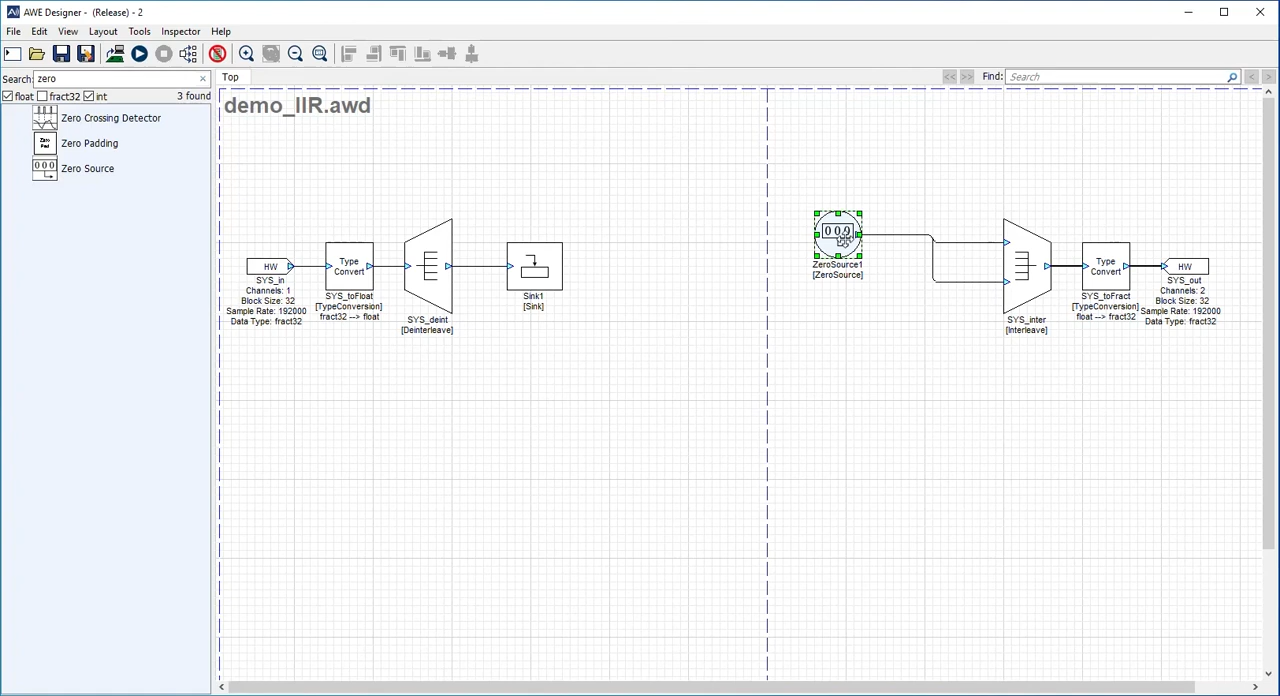 AWE Designer - (Release) - 2
File Edit View Layout Tools Inspector Help
Search: zero
float fract32 int 3 found
Zero Crossing Detector
Zero Padding
Zero Source
Top
Find: Search
demo_IIR.awd
HW
SYS_in
Channels: 1
Block Size: 32
Sample Rate: 192000
Data Type: fract32
Type
Convert
SYS_toFloat
[TypeConversion]
fract32 --> float
SYS_deint
[Deinterleave]
Sink1
[Sink]
0 0 0
ZeroSource1
[ZeroSource]
SYS_inter
[Interleave]
Type
Convert
SYS_toFract
[TypeConversion]
float --> fract32
HW
SYS_out
Channels: 2
Block Size: 32
Sample Rate: 192000
Data Type: fract32